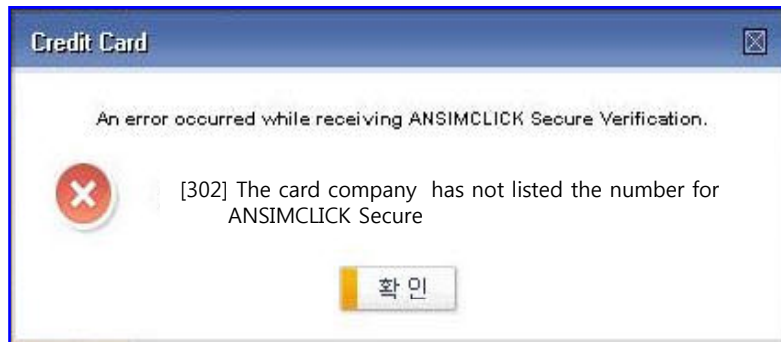 Credit Card
An error occurred while receiving ANSIMCLICK Secure Verification.
[302] The card company has not listed the number for
ANSIMCLICK Secure
확인